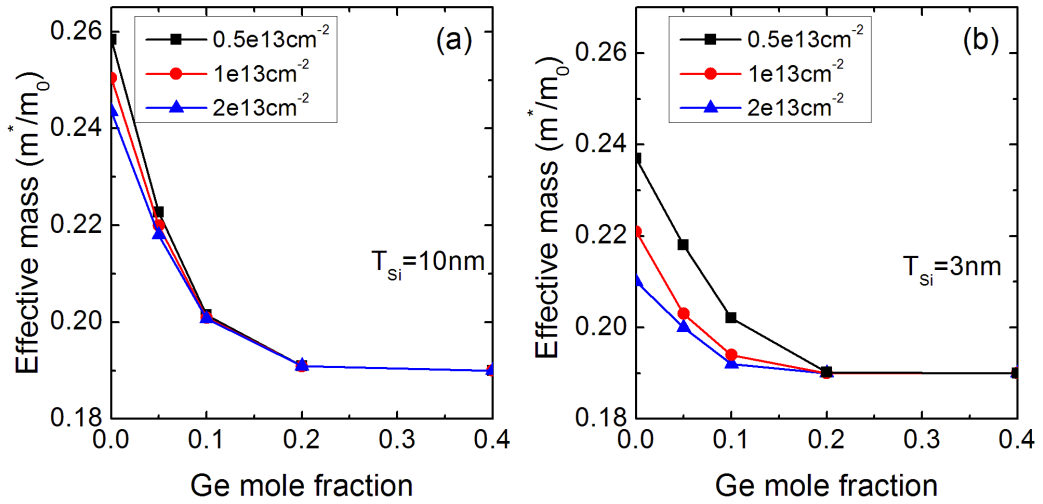 (a)
0.5e13cm⁻²
1e13cm⁻²
2e13cm⁻²
Effective mass (m*/m₀)
0.26
0.24
0.22
0.20
0.18
T_Si=10nm
0.0 0.1 0.2 0.3 0.4
Ge mole fraction
(b)
0.5e13cm⁻²
1e13cm⁻²
2e13cm⁻²
Effective mass (m*/m₀)
0.26
0.24
0.22
0.20
0.18
T_Si=3nm
0.0 0.1 0.2 0.3 0.4
Ge mole fraction